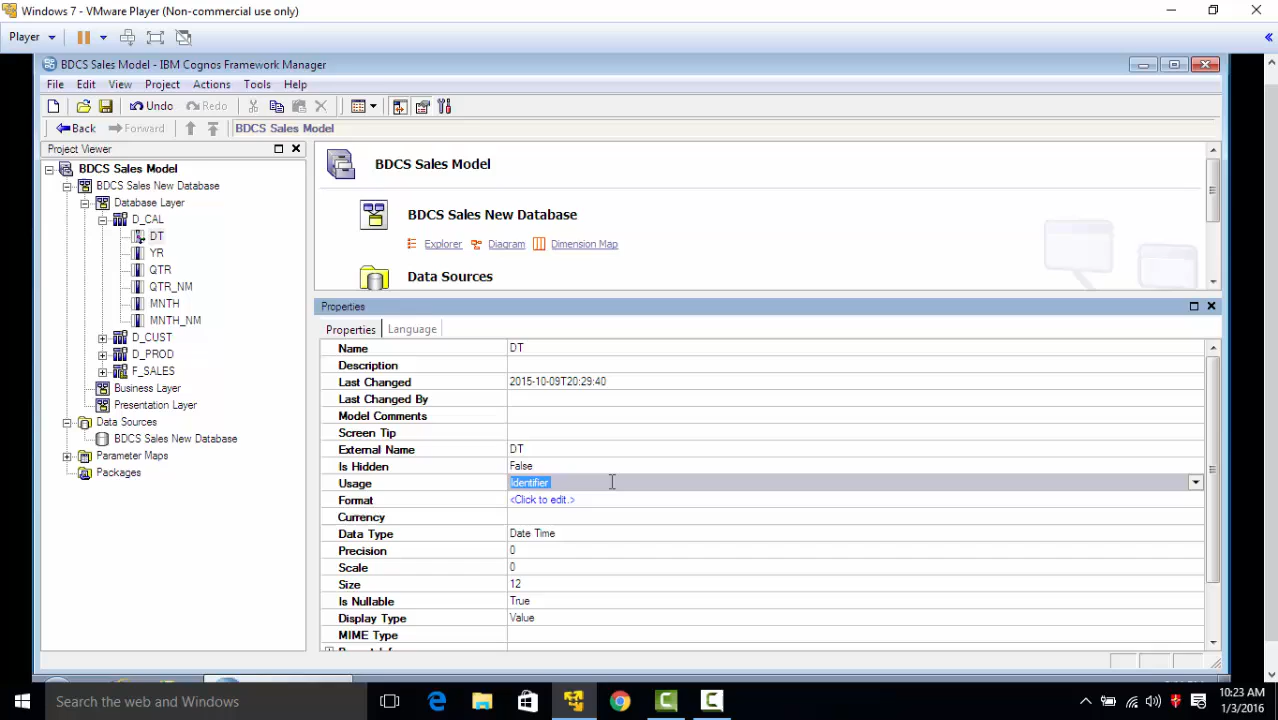 Windows 7 - VMware Player (Non-commercial use only)
Player
BDCS Sales Model - IBM Cognos Framework Manager
File Edit View Project Actions Tools Help
Undo Redo
Back Forward BDCS Sales Model
Project Viewer
BDCS Sales Model
BDCS Sales New Database
Database Layer
D_CAL
DT
YR
QTR
QTR_NM
MNTH
MNTH_NM
D_CUST
D_PROD
F_SALES
Business Layer
Presentation Layer
Data Sources
BDCS Sales New Database
Parameter Maps
Packages
BDCS Sales Model
BDCS Sales New Database
Explorer Diagram Dimension Map
Data Sources
Properties
Properties Language
Name DT
Description
Last Changed 2015-10-09T20:29:40
Last Changed By
Model Comments
Screen Tip
External Name DT
Is Hidden False
Usage Identifier
Format <Click to edit.>
Currency
Data Type Date Time
Precision 0
Scale 0
Size 12
Is Nullable True
Display Type Value
MIME Type
Search the web and Windows
10:23 AM
1/3/2016